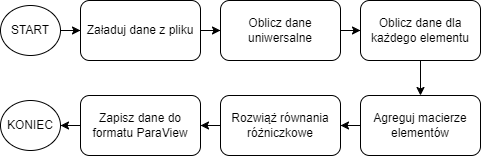 START
Załaduj dane z pliku
Oblicz dane
uniwersalne
Oblicz dane dla
każdego elementu
Agreguj macierze
elementów
Rozwiąż równania
różniczkowe
Zapisz dane do
formatu ParaView
KONIEC